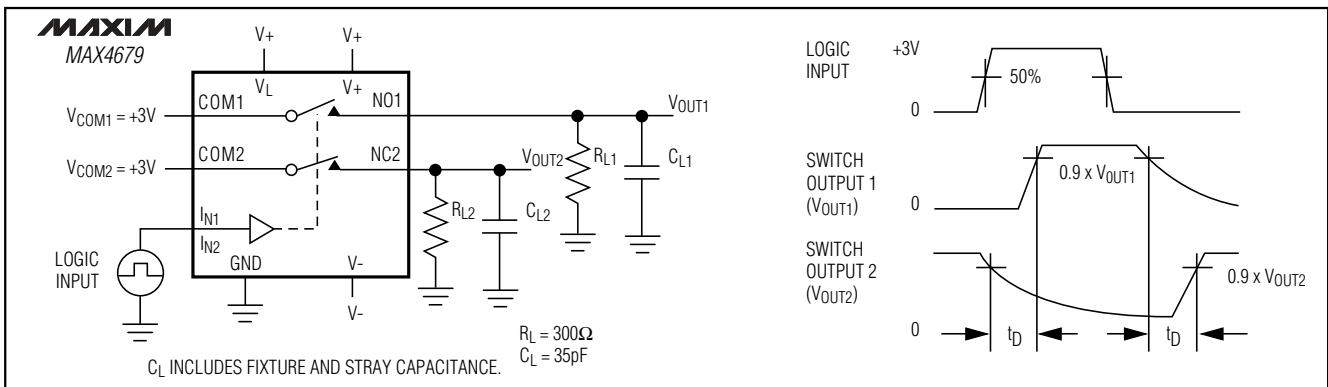 MAXIM
MAX4679
V+
V+
VL
V+
COM1
NO1
VCOM1 = +3V
VOUT1
COM2
NC2
VCOM2 = +3V
VOUT2
RL1
CL1
RL2
CL2
IN1
IN2
LOGIC
INPUT
GND
V-
V-
RL = 300Ω
CL = 35pF
CL INCLUDES FIXTURE AND STRAY CAPACITANCE.
LOGIC
INPUT
+3V
50%
0
SWITCH
OUTPUT 1
(VOUT1)
0.9 x VOUT1
0
SWITCH
OUTPUT 2
(VOUT2)
0.9 x VOUT2
0
tD
tD